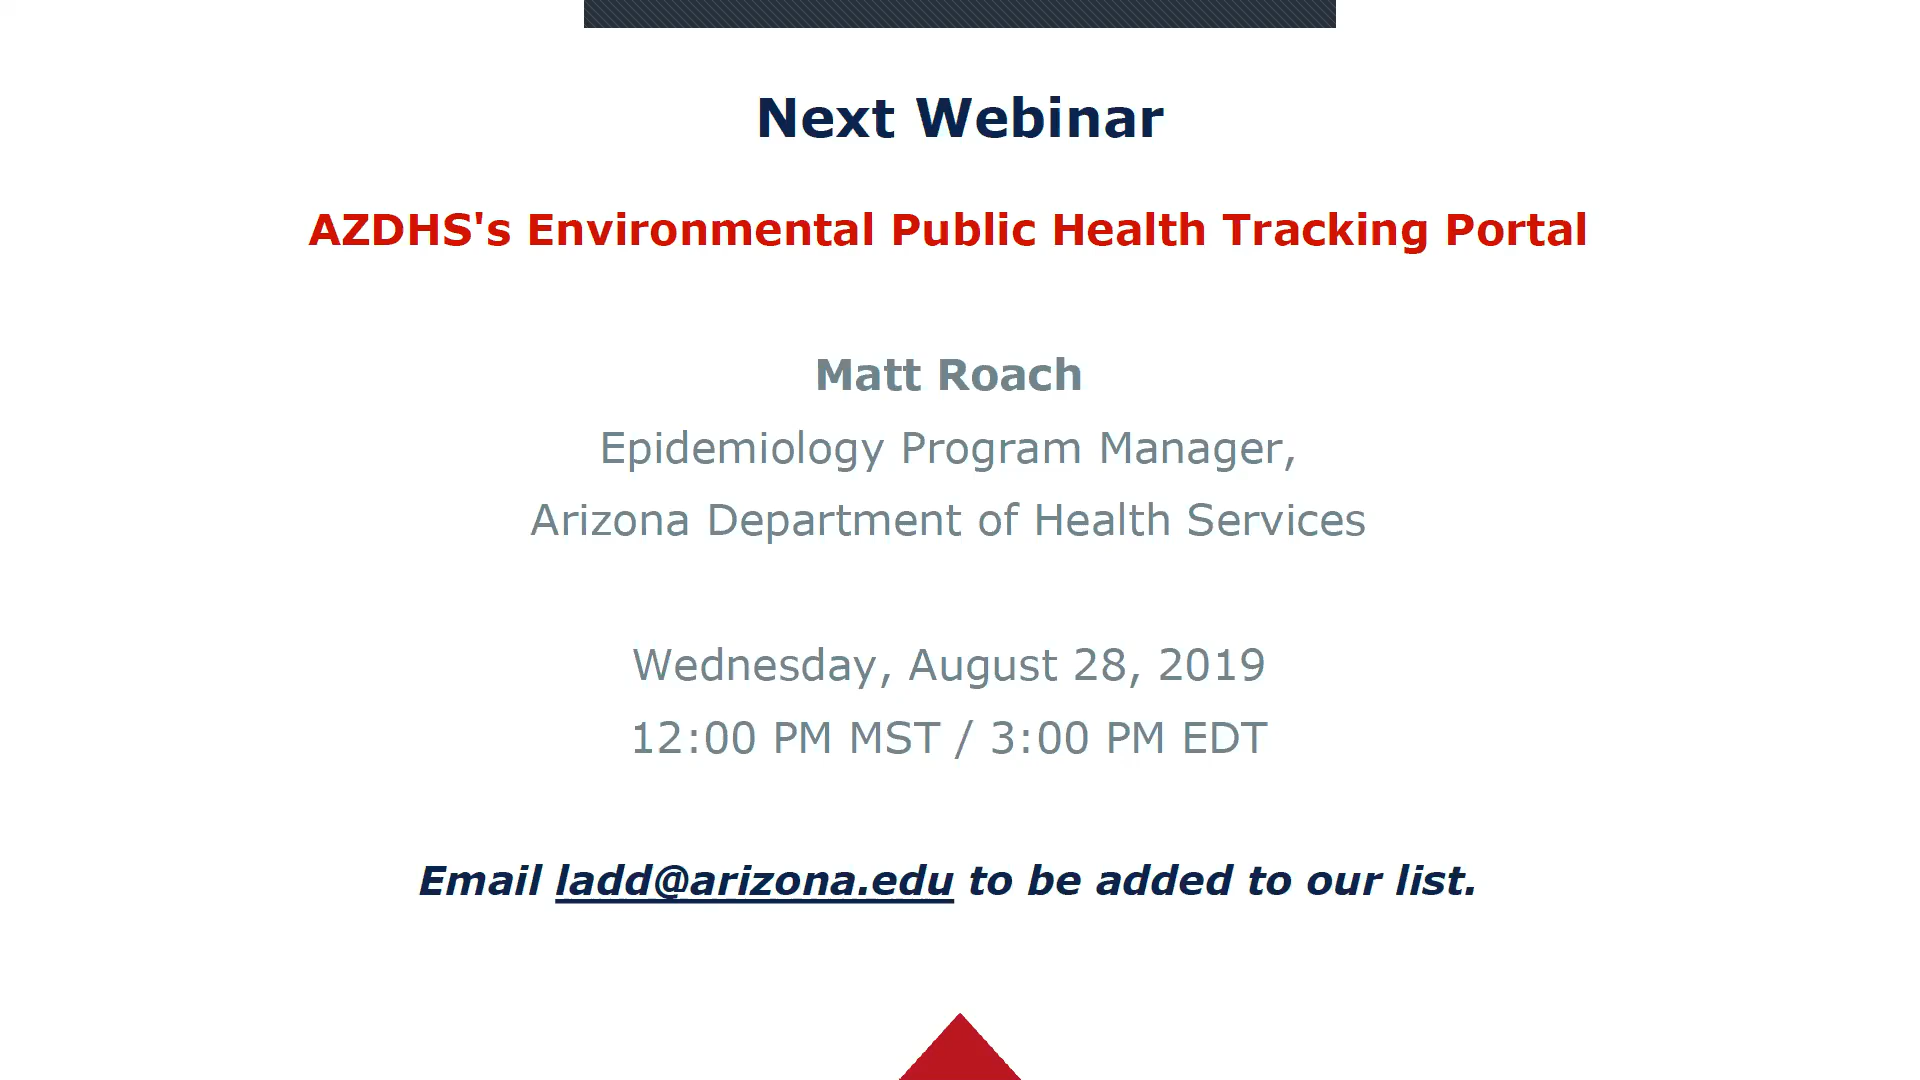 Next Webinar
AZDHS's Environmental Public Health Tracking Portal
Matt Roach
Epidemiology Program Manager,
Arizona Department of Health Services
Wednesday, August 28, 2019
12:00 PM MST / 3:00 PM EDT
Email ladd@arizona.edu to be added to our list.